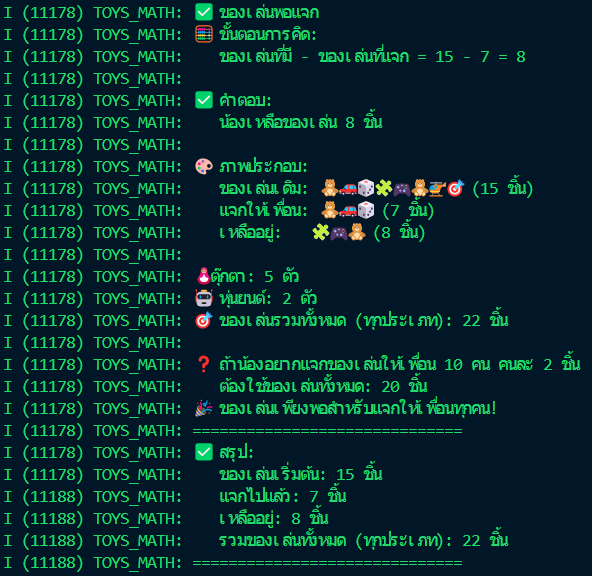 I (11178) TOYS_MATH: ✅ ของเล่นพอแจก
I (11178) TOYS_MATH: 🧮 ขั้นตอนการคิด:
I (11178) TOYS_MATH:    ของเล่นที่มี - ของเล่นที่แจก = 15 - 7 = 8
I (11178) TOYS_MATH:
I (11178) TOYS_MATH: ✅ คำตอบ:
I (11178) TOYS_MATH:    น้องเหลือของเล่น 8 ชิ้น
I (11178) TOYS_MATH:
I (11178) TOYS_MATH: 🎨 ภาพประกอบ:
I (11178) TOYS_MATH:    ของเล่นเดิม: 🧸🚗🎲🧩🎮🧸🚁🎯 (15 ชิ้น)
I (11178) TOYS_MATH:    แจกให้เพื่อน: 🧸🚗🎲 (7 ชิ้น)
I (11178) TOYS_MATH:    เหลืออยู่:    🧩🎮🧸 (8 ชิ้น)
I (11178) TOYS_MATH:
I (11178) TOYS_MATH: 🪆ตุ๊กตา: 5 ตัว
I (11178) TOYS_MATH: 🤖 หุ่นยนต์: 2 ตัว
I (11178) TOYS_MATH: 🎯 ของเล่นรวมทั้งหมด (ทุกประเภท): 22 ชิ้น
I (11178) TOYS_MATH:
I (11178) TOYS_MATH: ❓ ถ้าน้องอยากแจกของเล่นให้เพื่อน 10 คน คนละ 2 ชิ้น
I (11178) TOYS_MATH:    ต้องใช้ของเล่นทั้งหมด: 20 ชิ้น
I (11178) TOYS_MATH: 🎉 ของเล่นเพียงพอสำหรับแจกให้เพื่อนทุกคน!
I (11178) TOYS_MATH: ==============================
I (11178) TOYS_MATH: ✅ สรุป:
I (11178) TOYS_MATH:    ของเล่นเริ่มต้น: 15 ชิ้น
I (11188) TOYS_MATH:    แจกไปแล้ว: 7 ชิ้น
I (11188) TOYS_MATH:    เหลืออยู่: 8 ชิ้น
I (11188) TOYS_MATH:    รวมของเล่นทั้งหมด (ทุกประเภท): 22 ชิ้น
I (11188) TOYS_MATH: ==============================